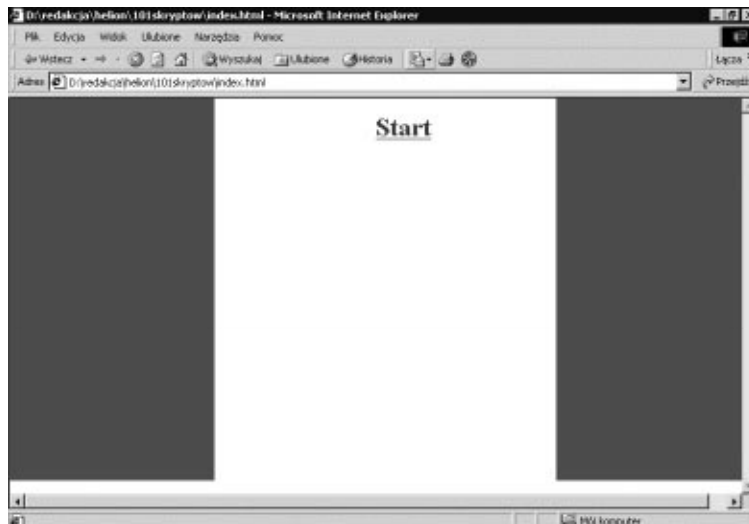 D:\redakcja\helion\101skryptow\index.html - Microsoft Internet Explorer
Plik Edycja Widok Ulubione Narzędzia Pomoc
Wstecz Wyszukaj Ulubione Historia Łącza
Adres D:\redakcja\helion\101skryptow\index.html Przejdź
Start
Mój komputer